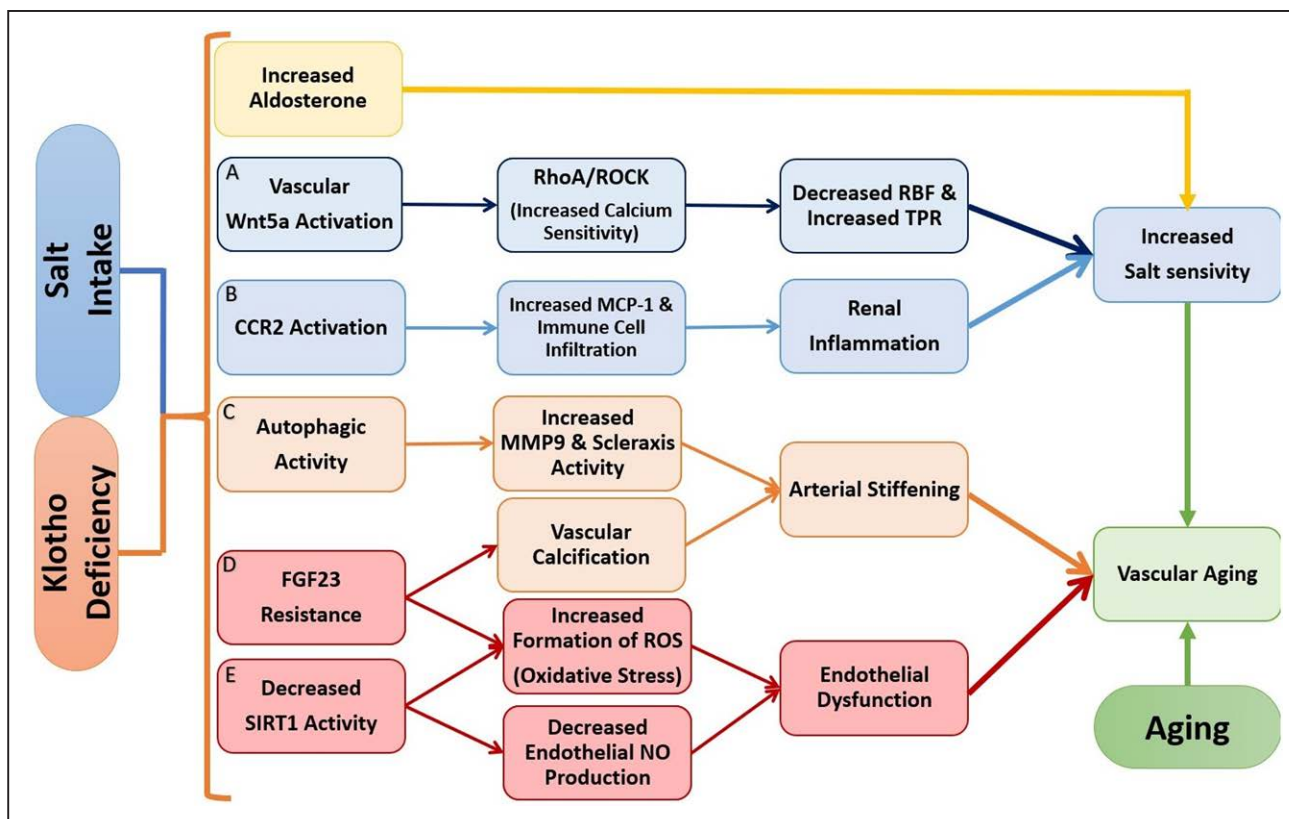 Salt
Intake
Klotho
Deficiency
Increased
Aldosterone
A
Vascular
Wnt5a Activation
RhoA/ROCK
(Increased Calcium
Sensitivity)
Decreased RBF &
Increased TPR
Increased
Salt sensivity
B
CCR2 Activation
Increased MCP-1 &
Immune Cell
Infiltration
Renal
Inflammation
C
Autophagic
Activity
Increased
MMP9 & Scleraxis
Activity
Arterial Stiffening
Vascular
Calcification
D
FGF23
Resistance
Increased
Formation of ROS
(Oxidative Stress)
Vascular Aging
E
Decreased
SIRT1 Activity
Decreased
Endothelial NO
Production
Endothelial
Dysfunction
Aging